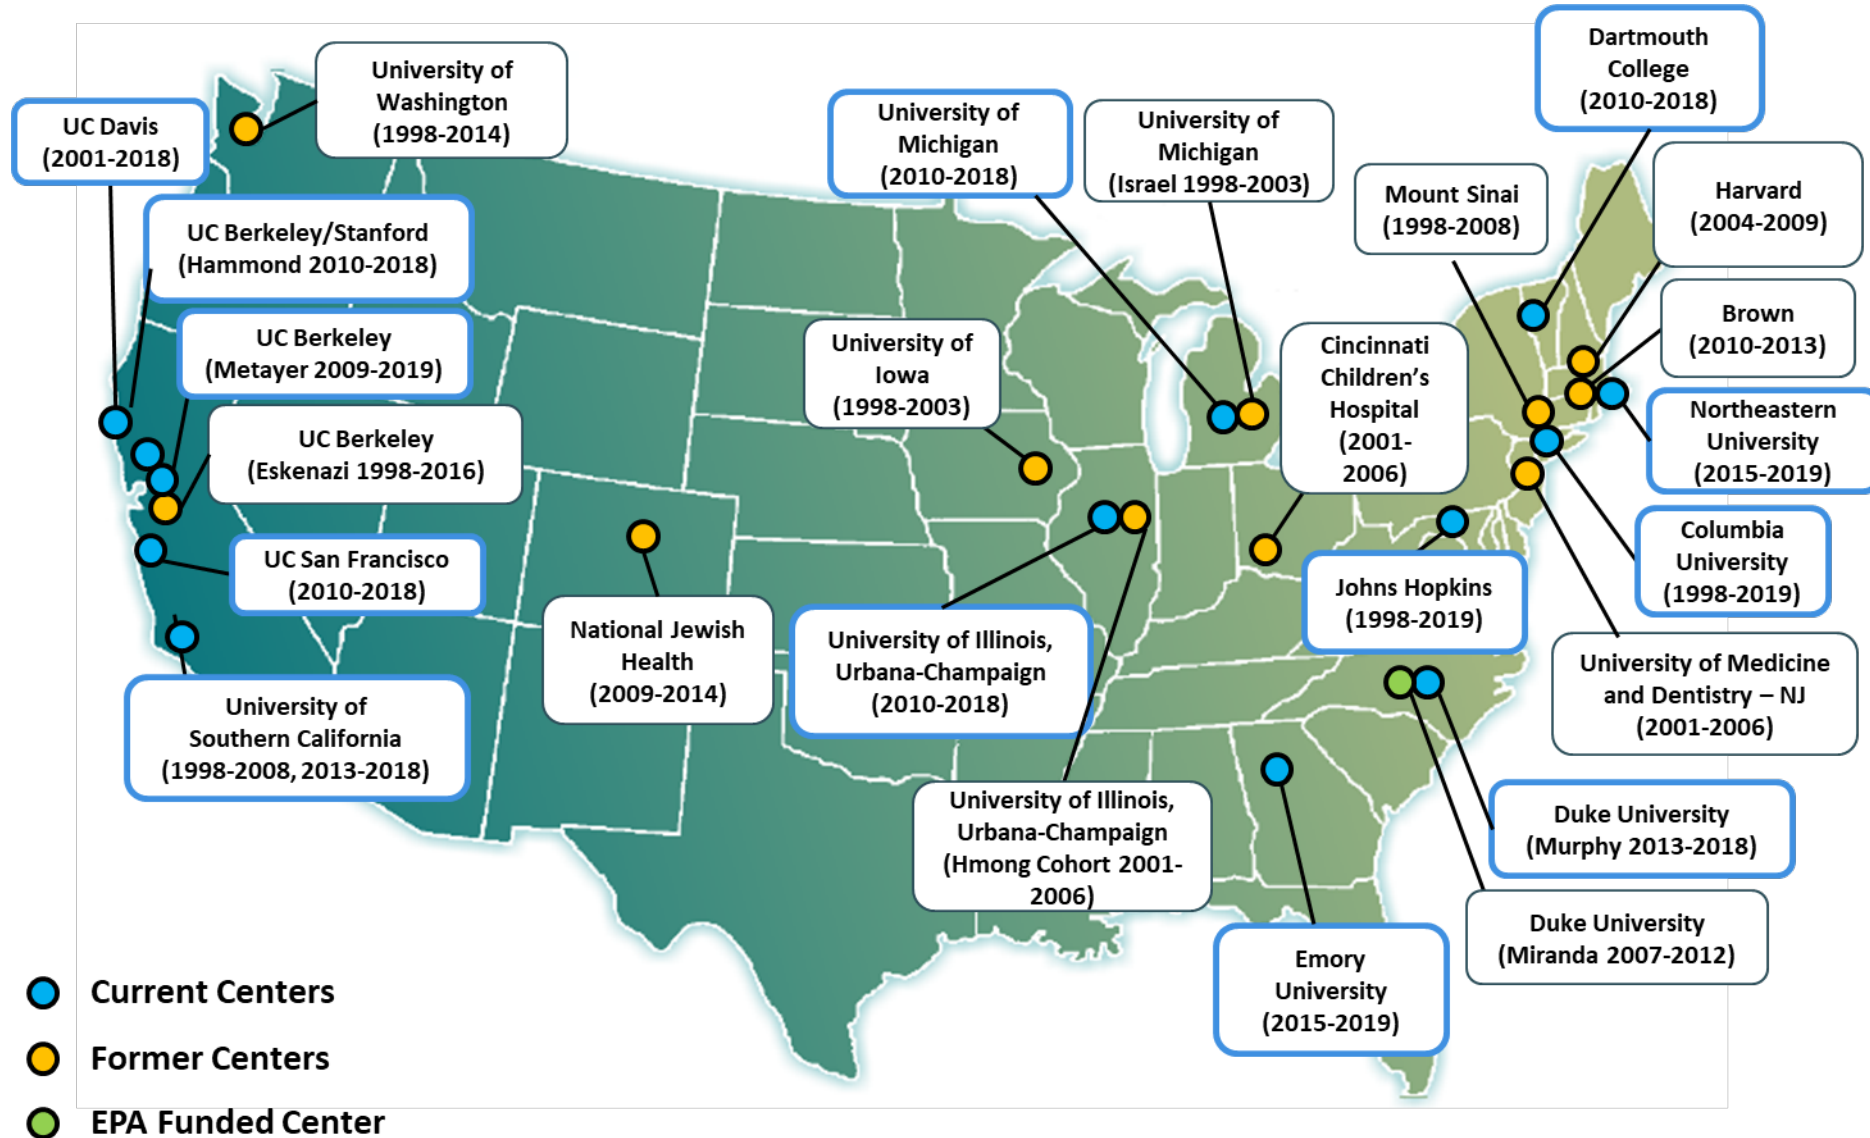 University of
Washington
(1998-2014)
UC Davis
(2001-2018)
UC Berkeley/Stanford
(Hammond 2010-2018)
UC Berkeley
(Metayer 2009-2019)
UC Berkeley
(Eskenazi 1998-2016)
UC San Francisco
(2010-2018)
University of
Southern California
(1998-2008, 2013-2018)
National Jewish
Health
(2009-2014)
University of
Iowa
(1998-2003)
University of
Michigan
(2010-2018)
University of
Michigan
(Israel 1998-2003)
Cincinnati
Children's
Hospital
(2001-
2006)
University of Illinois,
Urbana-Champaign
(2010-2018)
University of Illinois,
Urbana-Champaign
(Hmong Cohort 2001-
2006)
Mount Sinai
(1998-2008)
Dartmouth
College
(2010-2018)
Harvard
(2004-2009)
Brown
(2010-2013)
Northeastern
University
(2015-2019)
Columbia
University
(1998-2019)
Johns Hopkins
(1998-2019)
University of Medicine
and Dentistry – NJ
(2001-2006)
Duke University
(Murphy 2013-2018)
Duke University
(Miranda 2007-2012)
Emory
University
(2015-2019)
Current Centers
Former Centers
EPA Funded Center